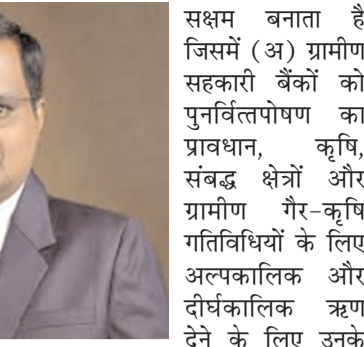 सक्षम बनाता है
जिसमें (अ) ग्रामीण
सहकारी बैंकों को
पुनर्वित्तपोषण का
प्रावधान, कृषि,
संबद्ध क्षेत्रों और
ग्रामीण गैर-कृषि
गतिविधियों के लिए
अल्पकालिक और
दीर्घकालिक ऋण
देने के लिए उनके